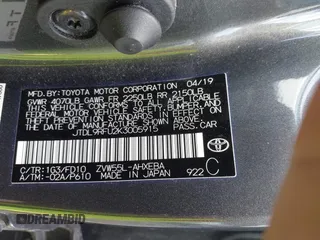 MFD. BY: TOYOTA MOTOR CORPORATION 04/19
GVWR 4070LB GAWR FR 2250LB RR 2150LB
THIS VEHICLE CONFORMS TO ALL APPLICABLE
FEDERAL MOTOR VEHICLE SAFETY AND
THEFT PREVENTION STANDARDS IN EFFECT ON
THE DATE OF MANUFACTURE SHOWN ABOVE.
JTDL9RFU2K3005915
PASS. CAR
TOYOTA
C/TR: 1G3/FD10 ZVW55L-AHXEBA
A/TM: -02A/P610 MADE IN JAPAN 922 C
DREAMBID